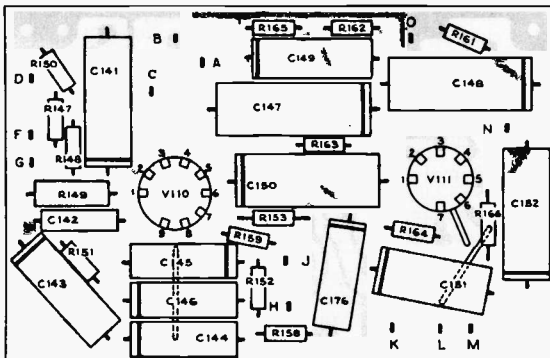 B
R165
R162
O
R161
R150
C141
A
C149
D
C
C148
R147
C147
F
R148
R163
N
G
3 4
2 5
1 V110 6
7
9 8
C150
3
2 4
1 V111 5
7 6
C152
R149
C142
R153
R166
R164
R151
R159
C143
C145
R152
J
C176
C151
C146
H
C144
R158
K
L
M